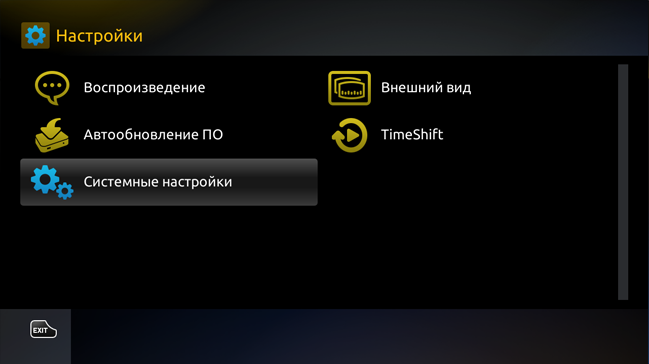 Настройки
Воспроизведение
Внешний вид
Автообновление ПО
TimeShift
Системные настройки
EXIT